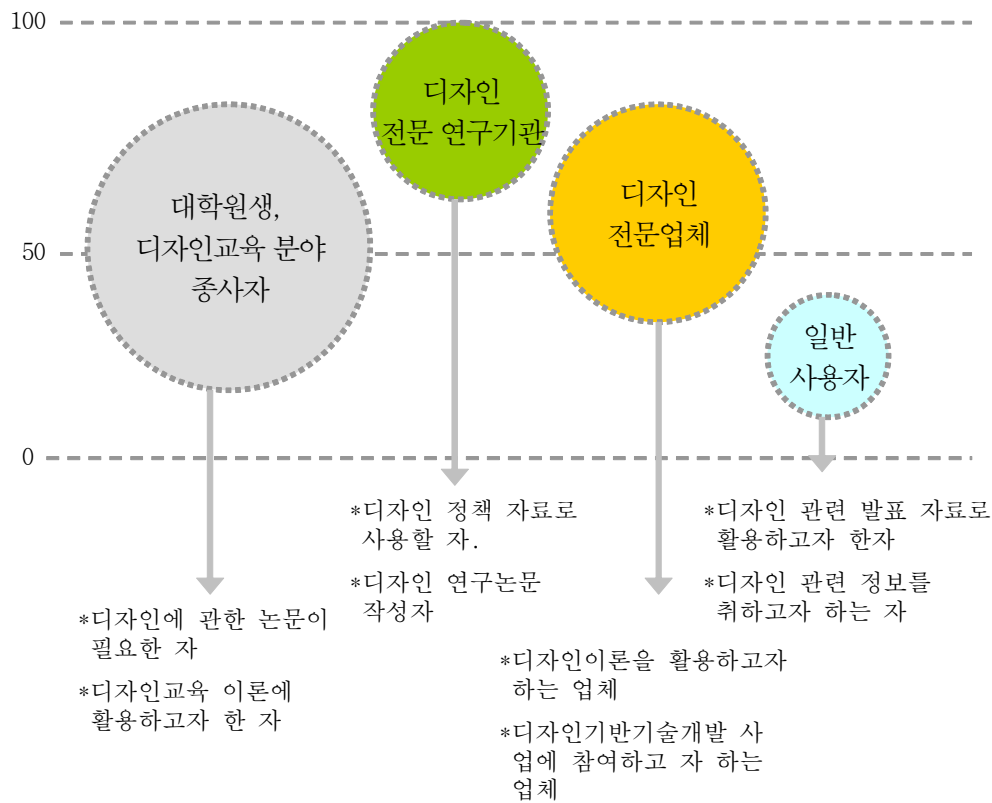 100
디자인
전문 연구기관
대학원생,
디자인교육 분야
종사자
디자인
전문업체
50
일반
사용자
0
*디자인 정책 자료로
사용할 자.
*디자인 연구논문
작성자
*디자인 관련 발표 자료로
활용하고자 한자
*디자인 관련 정보를
취하고자 하는 자
*디자인에 관한 논문이
필요한 자
*디자인교육 이론에
활용하고자 한 자
*디자인이론을 활용하고자
하는 업체
*디자인기반기술개발 사
업에 참여하고 자 하는
업체